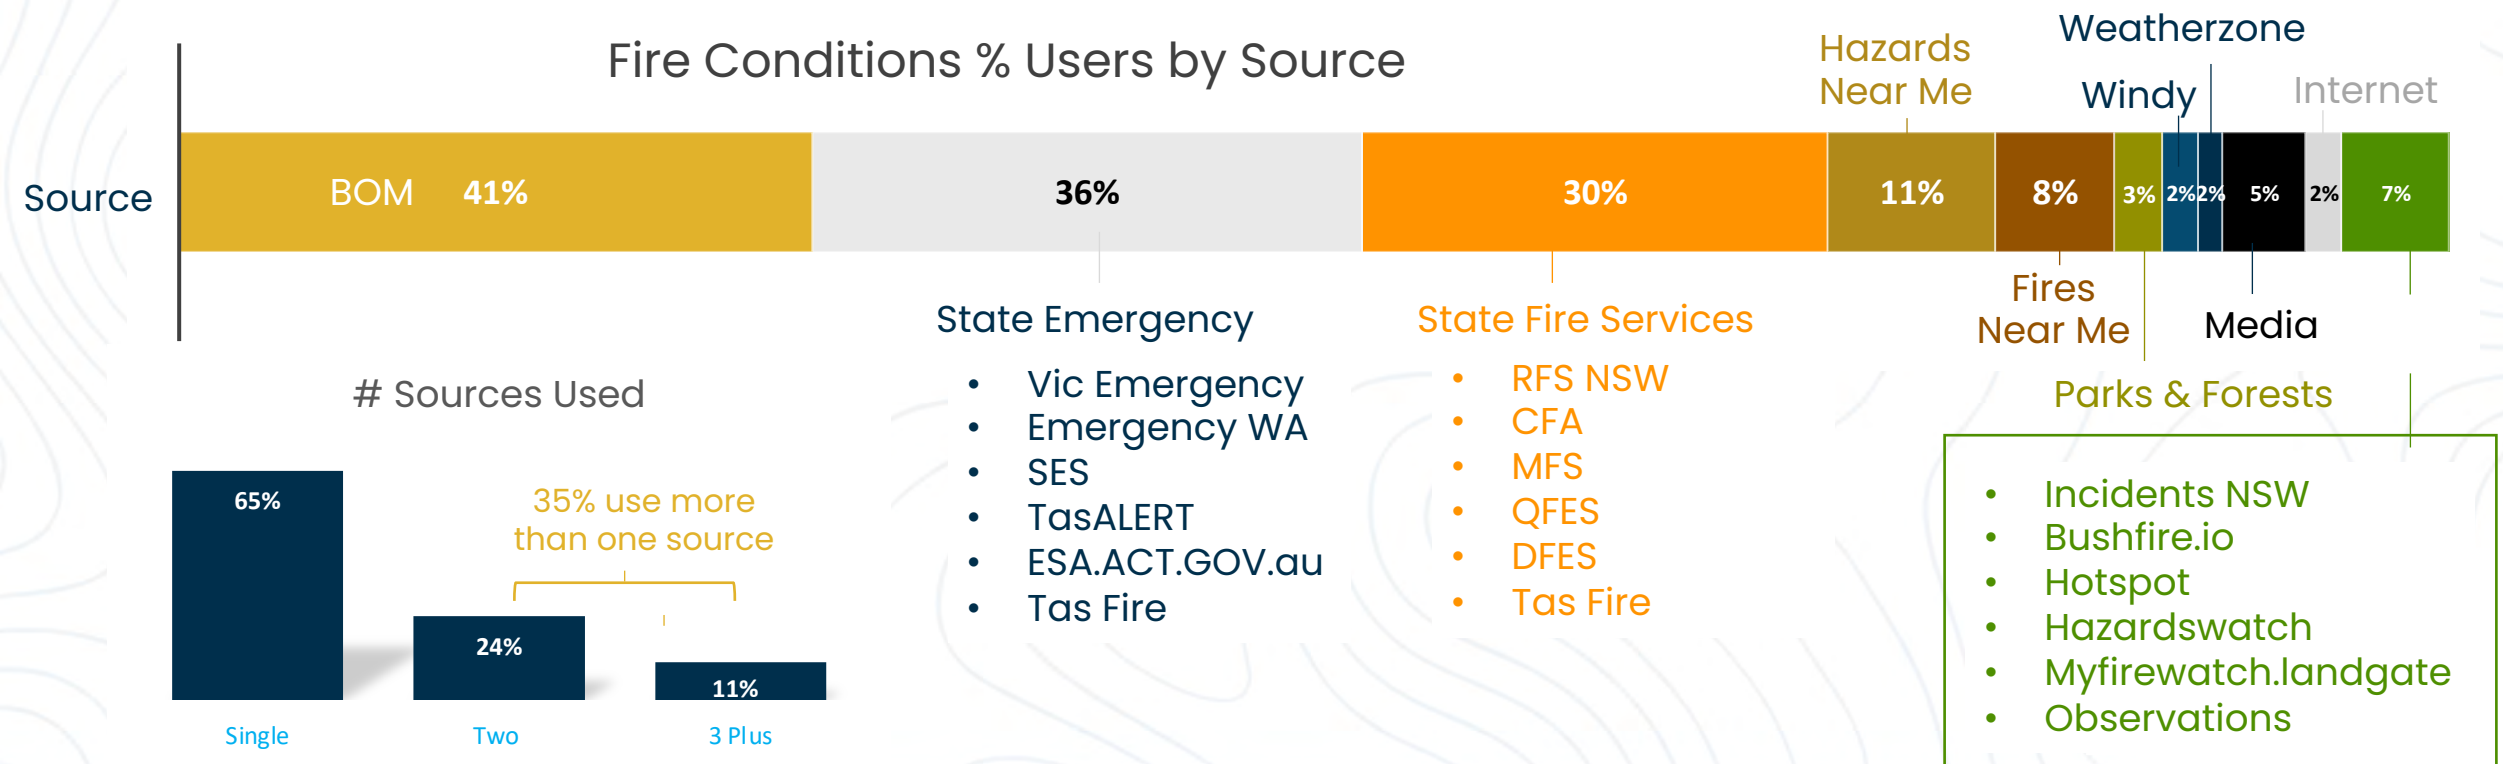 Fire Conditions % Users by Source
Hazards
Near Me
Weatherzone
Windy
Internet
Source
BOM 41%
36%
30%
11%
8%
3%
2%
2%
5%
2%
7%
State Emergency
• Vic Emergency
• Emergency WA
• SES
• TasALERT
• ESA.ACT.GOV.au
• Tas Fire
State Fire Services
• RFS NSW
• CFA
• MFS
• QFES
• DFES
• Tas Fire
Fires
Near Me
Media
Parks & Forests
• Incidents NSW
• Bushfire.io
• Hotspot
• Hazardswatch
• Myfirewatch.landgate
• Observations
# Sources Used
65%
24%
11%
35% use more
than one source
Single
Two
3 Plus